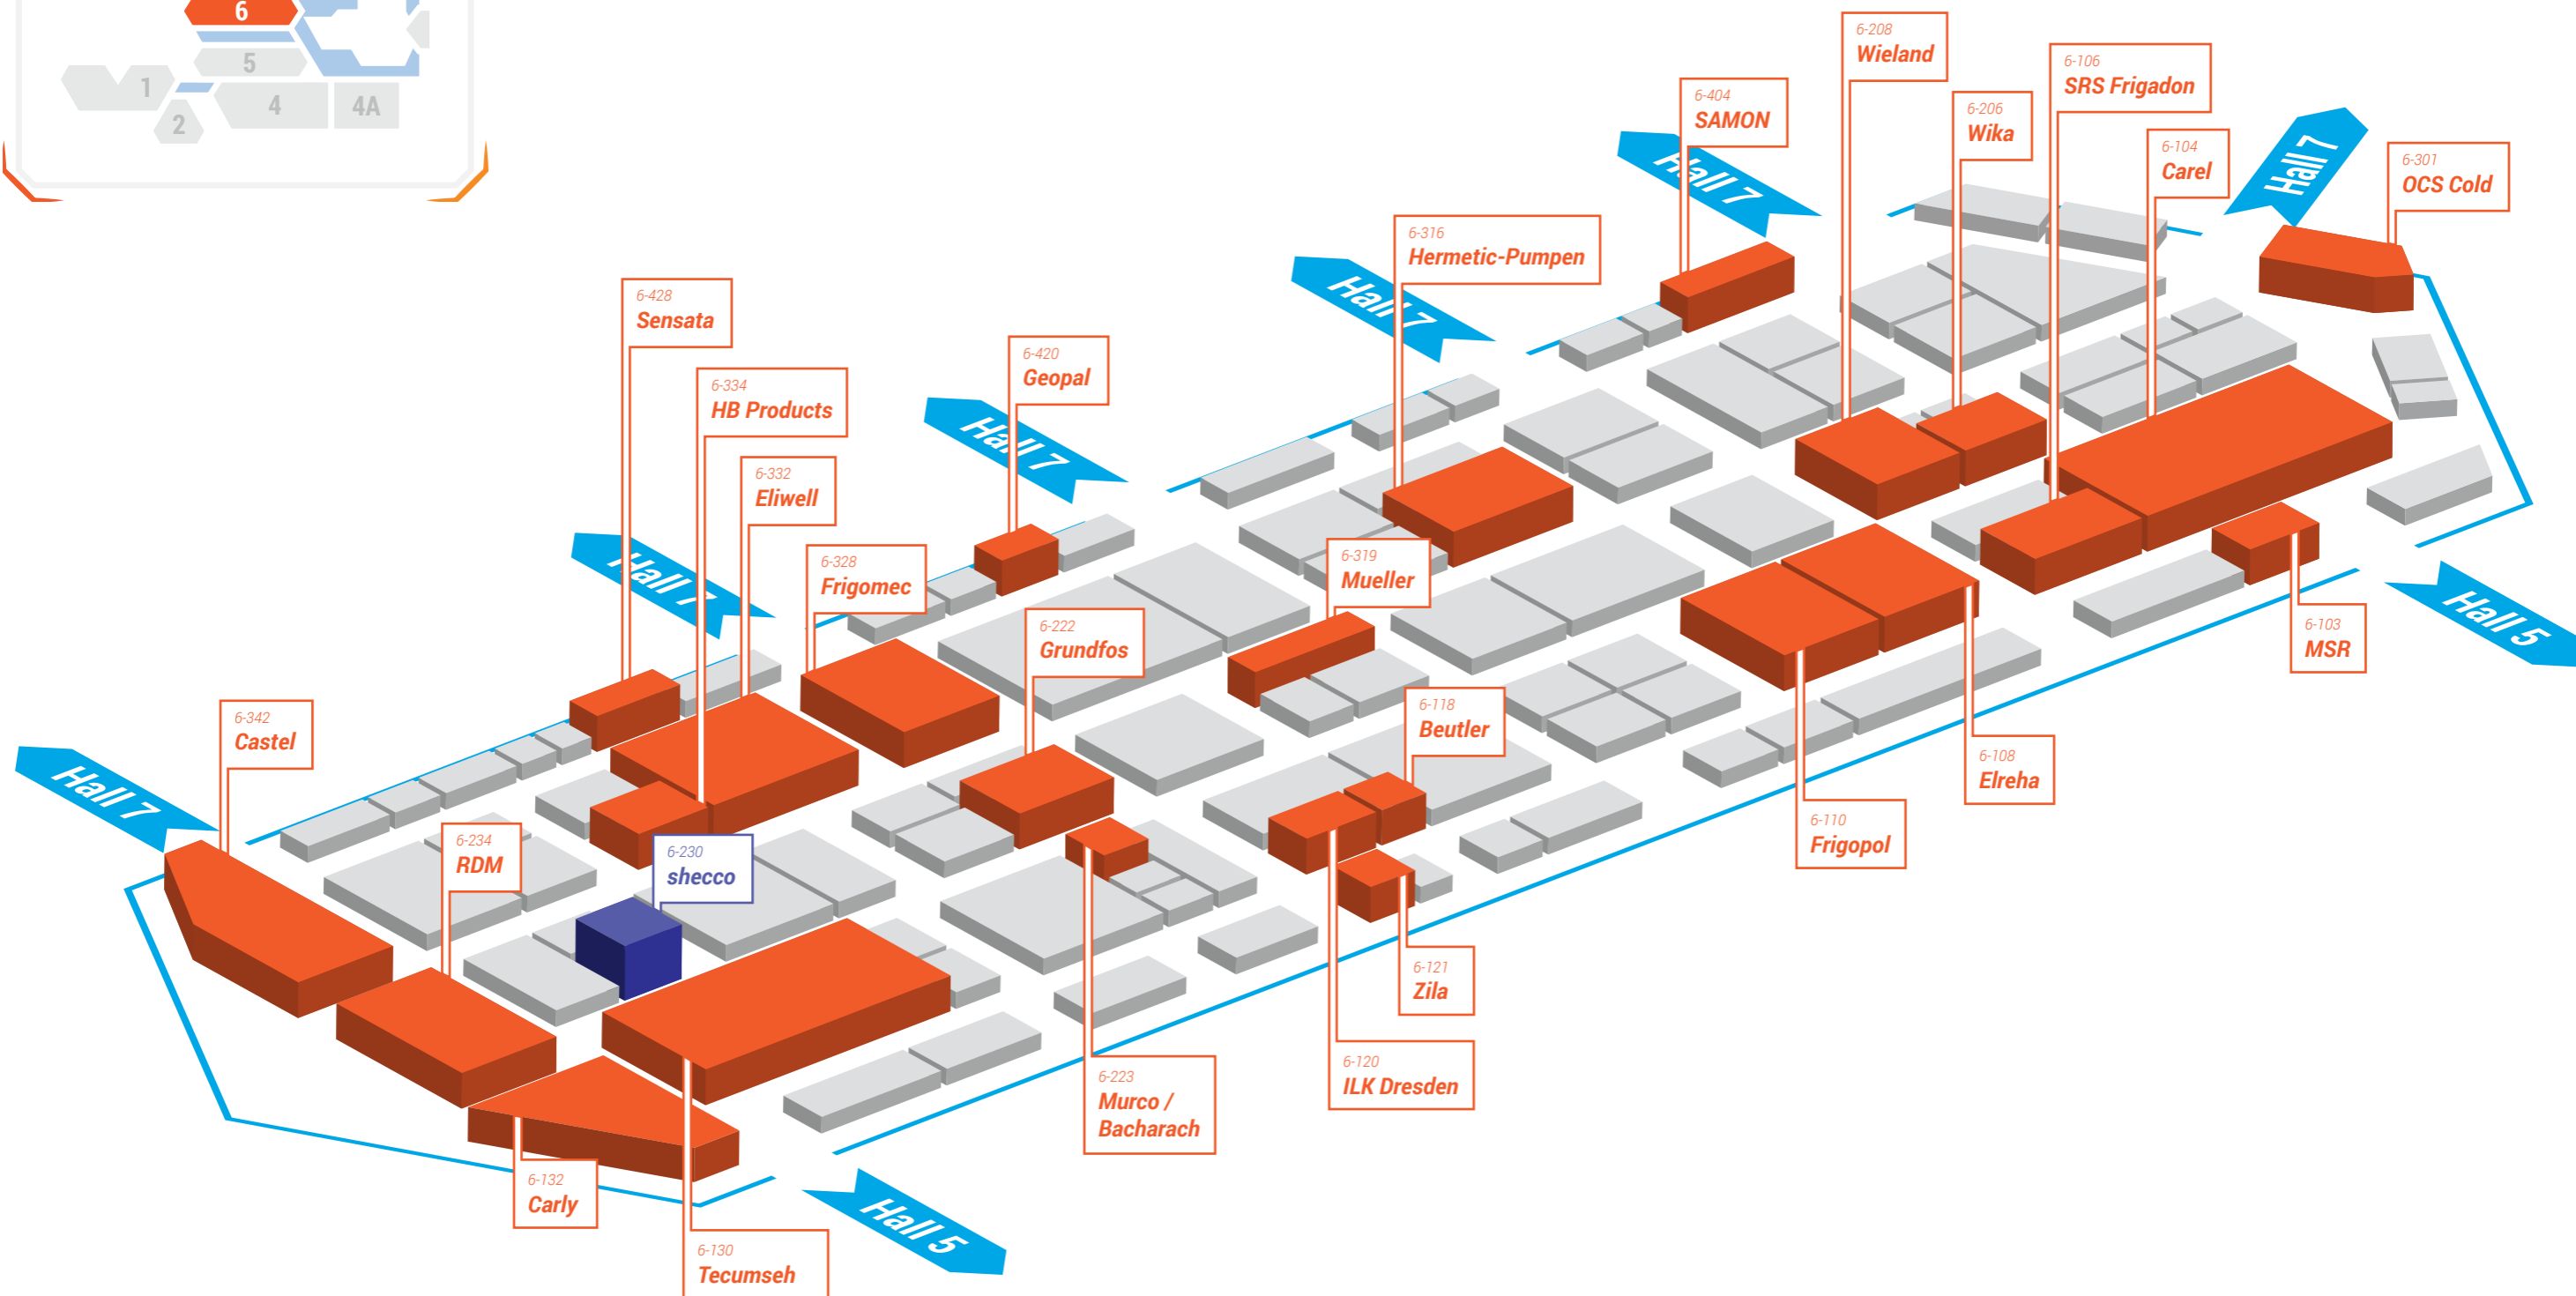 6
5
1
4
4A
2
6-208
Wieland
6-106
SRS Frigadon
6-404
SAMON
6-206
Wika
6-104
Carel
Hall 7
6-301
OCS Cold
Hall 7
6-316
Hermetic-Pumpen
Hall 7
6-428
Sensata
6-420
Geopal
6-334
HB Products
Hall 7
6-332
Eliwell
6-328
Frigomec
6-319
Mueller
Hall 7
Hall 5
6-222
Grundfos
6-103
MSR
6-342
Castel
6-118
Beutler
6-108
Elreha
Hall 7
6-234
RDM
6-230
shecco
6-110
Frigopol
6-121
Zila
6-120
ILK Dresden
6-223
Murco /
Bacharach
6-132
Carly
Hall 5
6-130
Tecumseh